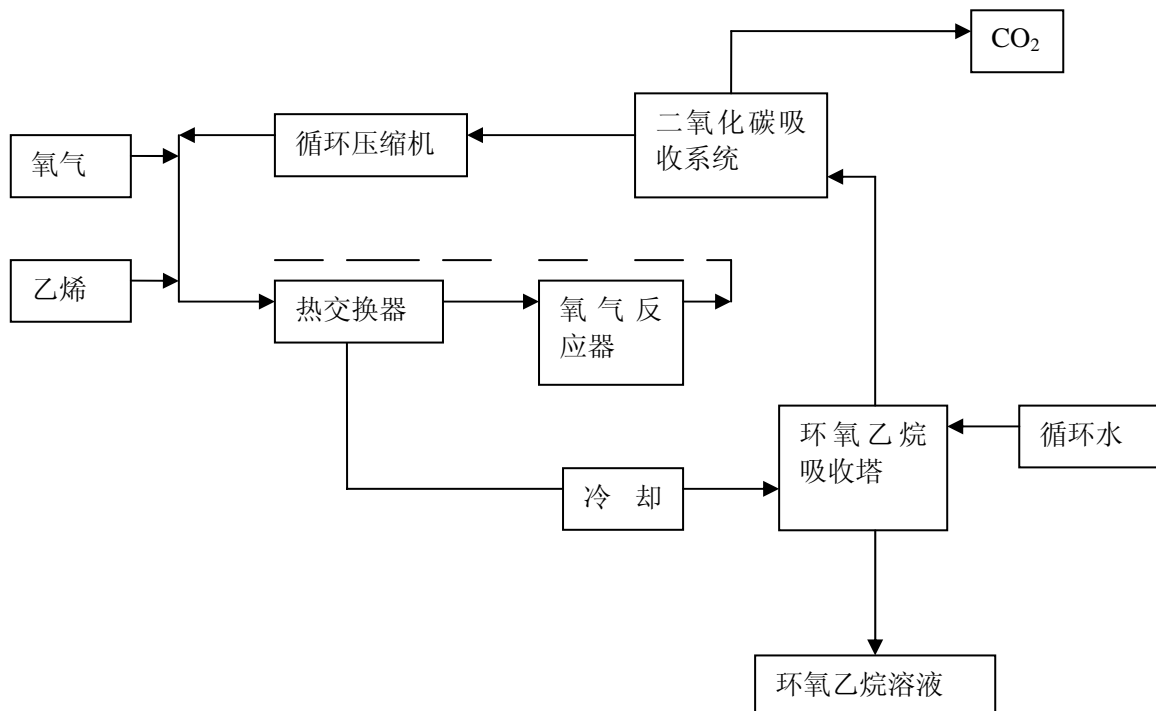 CO₂
二氧化碳吸
收系统
循环压缩机
氧气
乙烯
热交换器
氧气反
应器
环氧乙烷
吸收塔
循环水
冷 却
环氧乙烷溶液